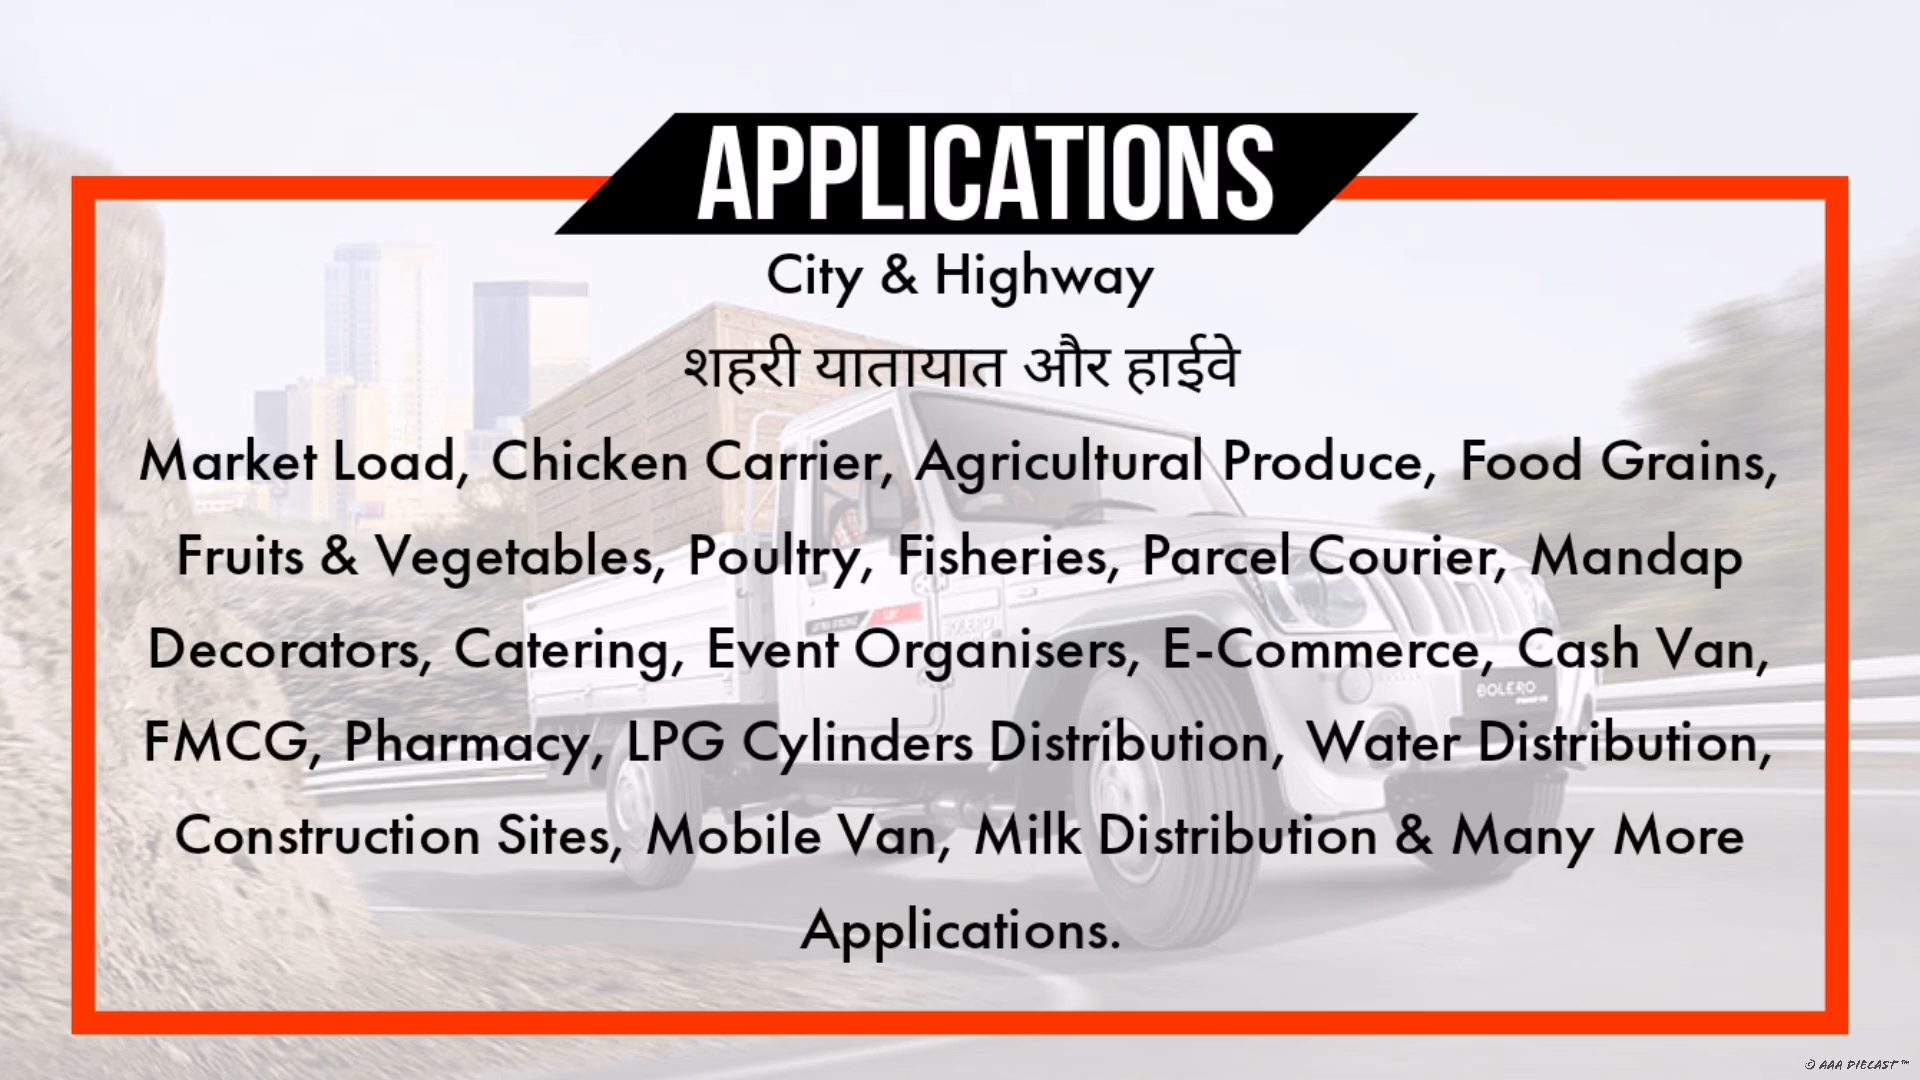 APPLICATIONS
City & Highway
शहरी यातायात और हाईवे
Market Load, Chicken Carrier, Agricultural Produce, Food Grains,
Fruits & Vegetables, Poultry, Fisheries, Parcel Courier, Mandap
Decorators, Catering, Event Organisers, E-Commerce, Cash Van,
FMCG, Pharmacy, LPG Cylinders Distribution, Water Distribution,
Construction Sites, Mobile Van, Milk Distribution & Many More
Applications.
BOLERO
© AAA DIECAST™